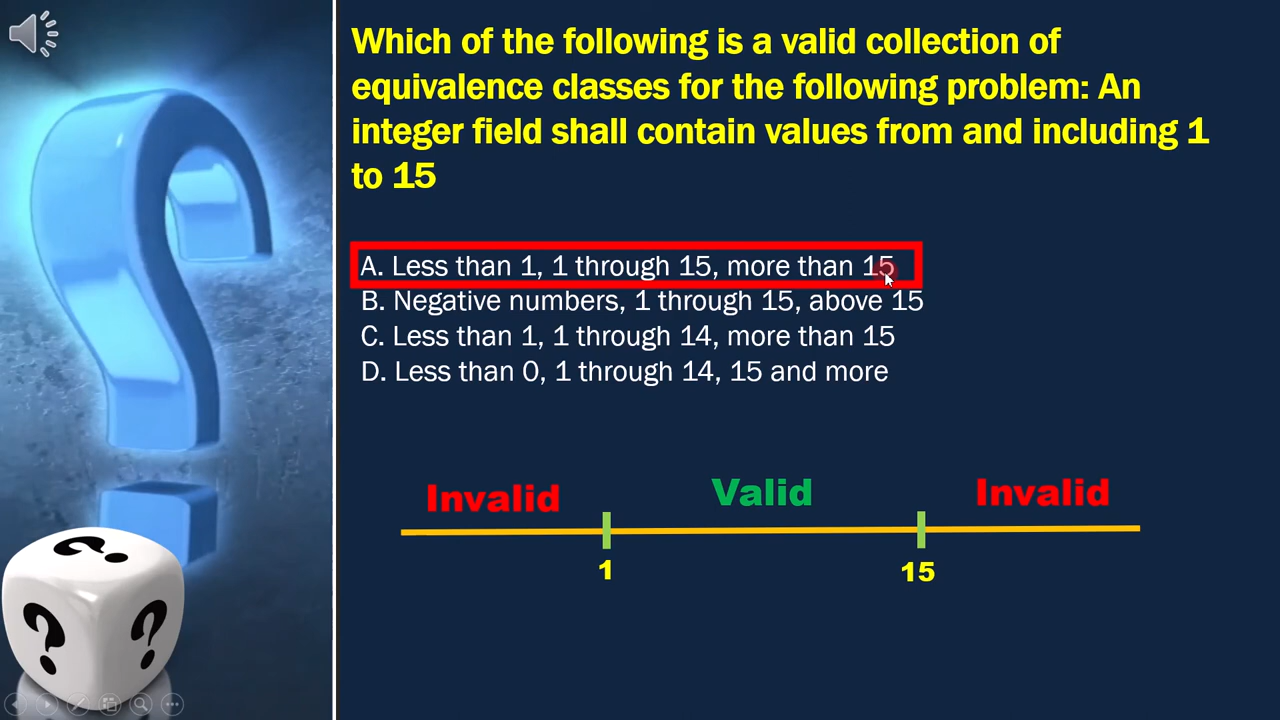 Which of the following is a valid collection of
equivalence classes for the following problem: An
integer field shall contain values from and including 1
to 15
A. Less than 1, 1 through 15, more than 15
B. Negative numbers, 1 through 15, above 15
C. Less than 1, 1 through 14, more than 15
D. Less than 0, 1 through 14, 15 and more
Invalid Valid Invalid
1 15
? ? ?